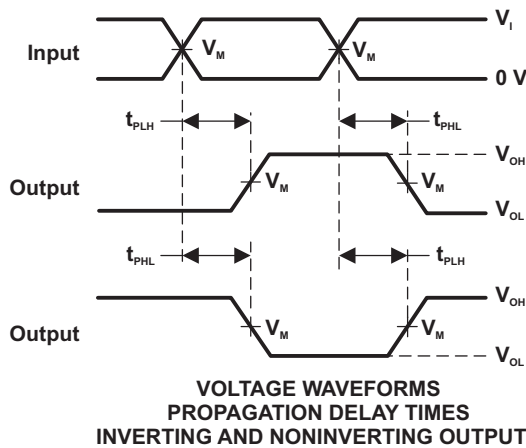 Input
V_M
V_M
V_I
0 V
t_PLH
t_PHL
Output
V_M
V_M
V_OH
V_OL
t_PHL
t_PLH
Output
V_M
V_M
V_OH
V_OL
VOLTAGE WAVEFORMS
PROPAGATION DELAY TIMES
INVERTING AND NONINVERTING OUTPUT